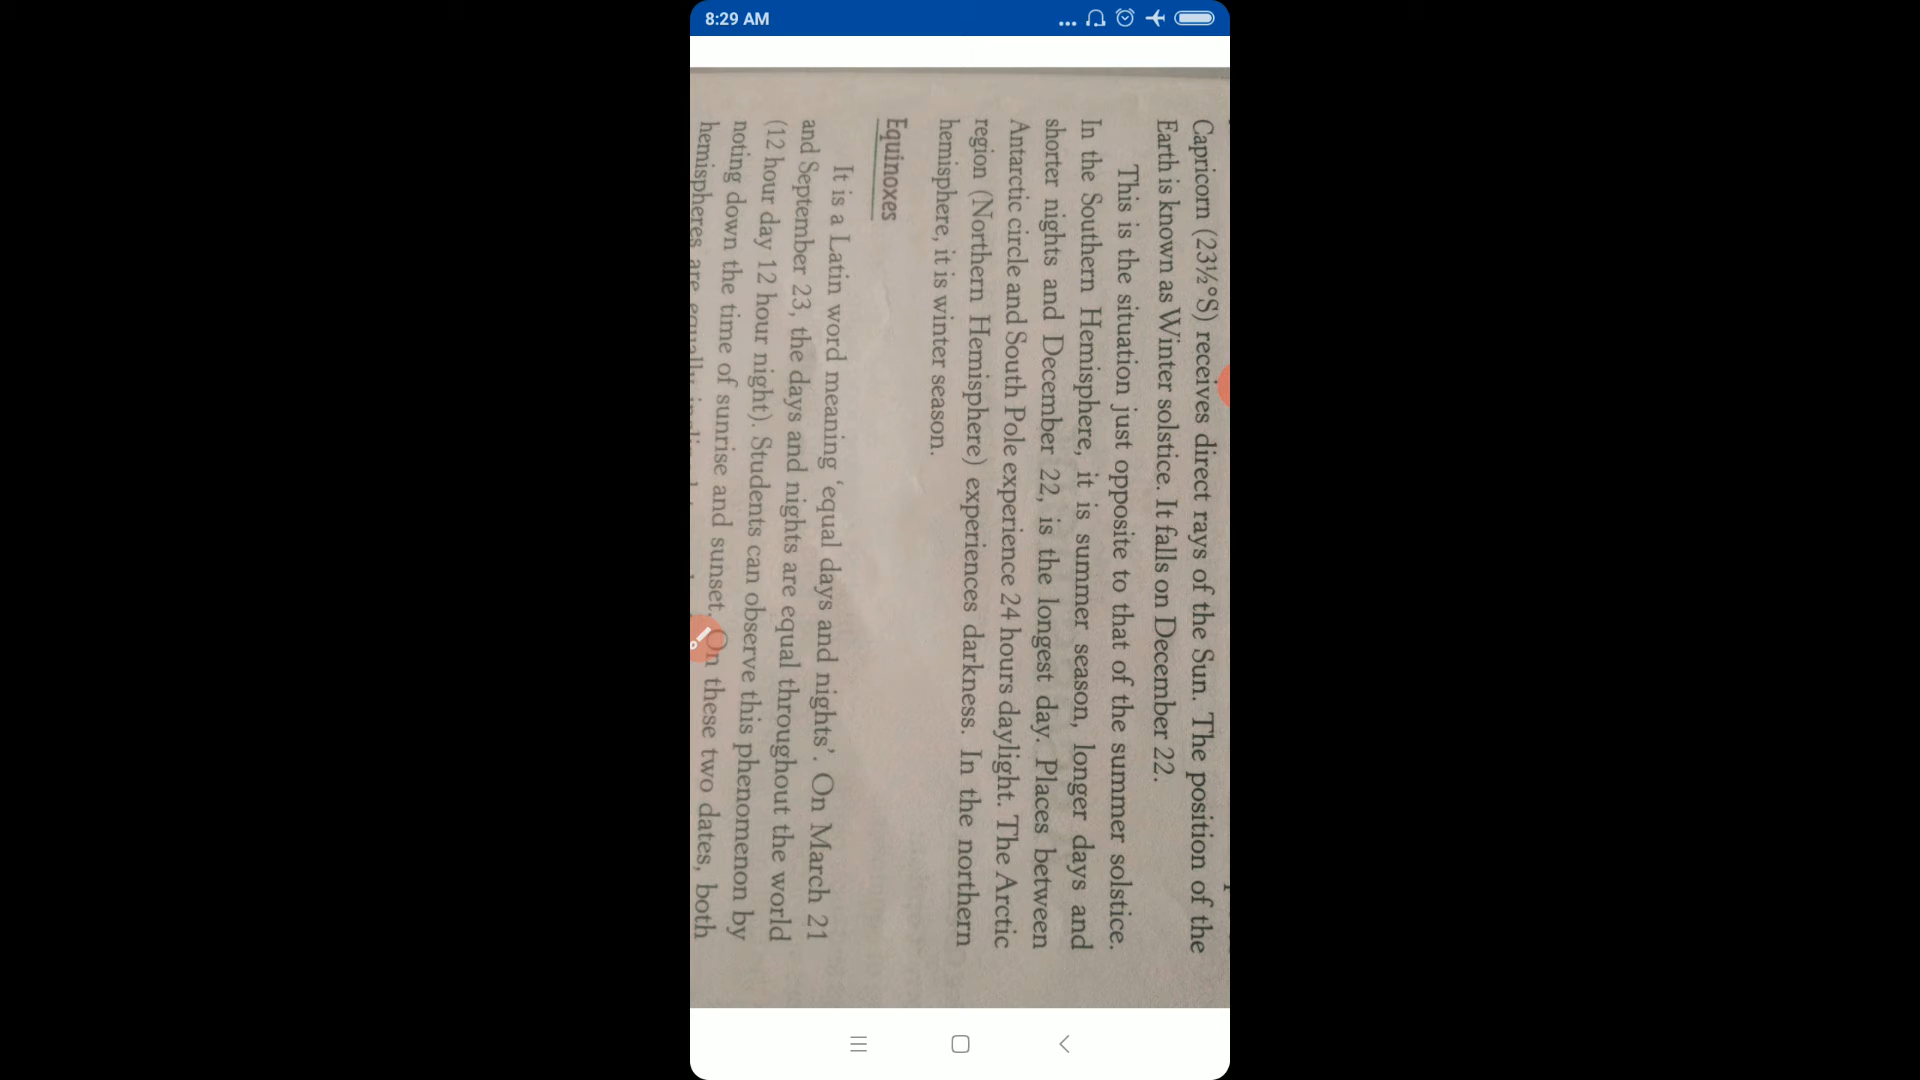 8:29 AM
Capricorn (23½°S) receives direct rays of the Sun. The position of the
Earth is known as Winter solstice. It falls on December 22.
This is the situation just opposite to that of the summer solstice.
In the Southern Hemisphere, it is summer season, longer days and
shorter nights and December 22, is the longest day. Places between
Antarctic circle and South Pole experience 24 hours daylight. The Arctic
region (Northern Hemisphere) experiences darkness. In the northern
hemisphere, it is winter season.
Equinoxes
It is a Latin word meaning ‘equal days and nights’. On March 21
and September 23, the days and nights are equal throughout the world
(12 hour day 12 hour night). Students can observe this phenomenon by
noting down the time of sunrise and sunset. On these two dates, both
hemispheres are equally